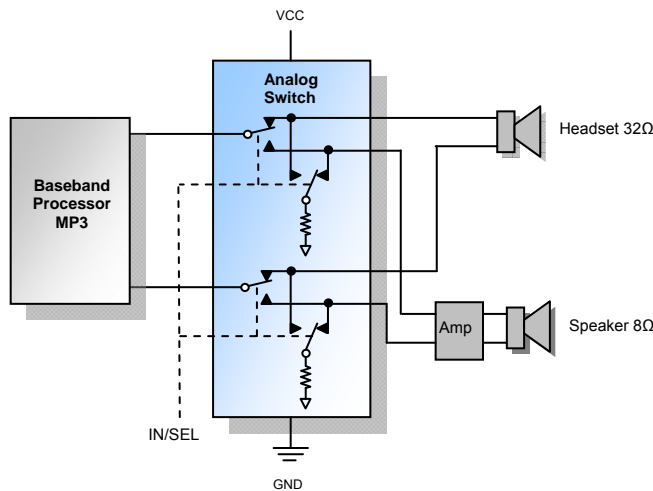 VCC
Analog
Switch
Headset 32Ω
Baseband
Processor
MP3
Amp
Speaker 8Ω
IN/SEL
GND